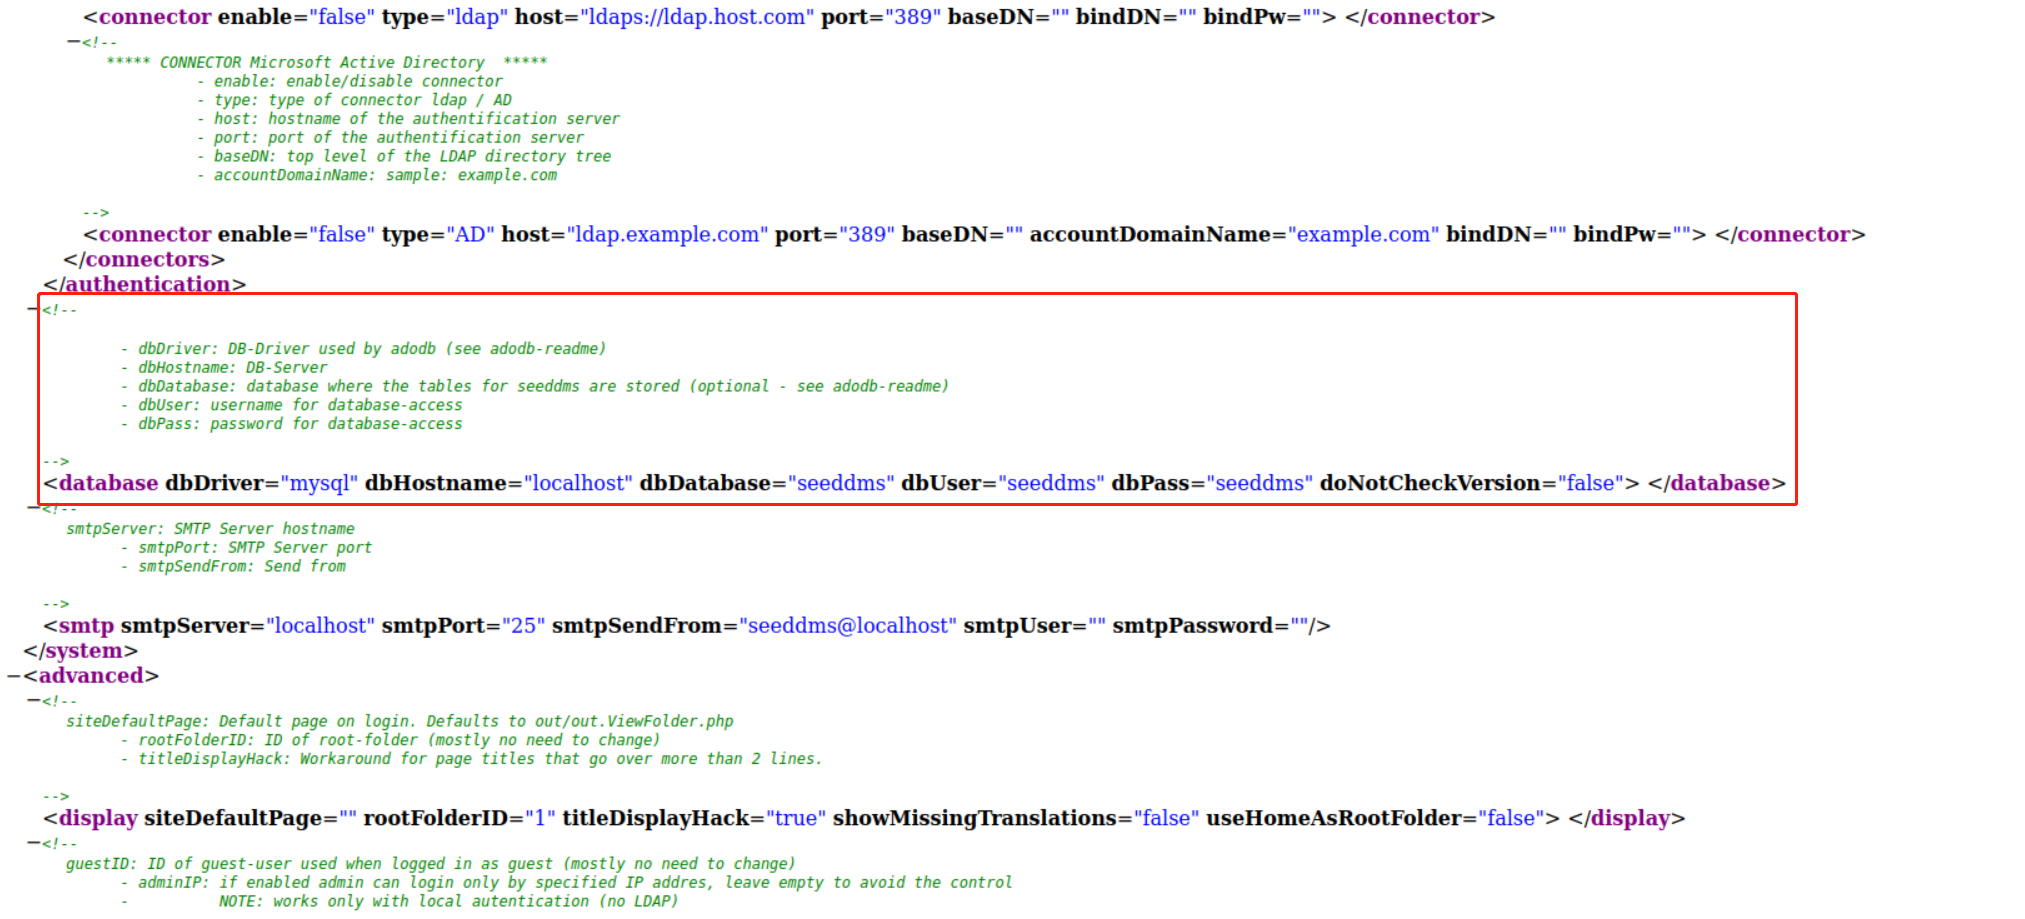 <connector enable="false" type="ldap" host="ldaps://ldap.host.com" port="389" baseDN="" bindDN="" bindPw=""> </connector>
−<!--
***** CONNECTOR Microsoft Active Directory  *****
- enable: enable/disable connector
- type: type of connector ldap / AD
- host: hostname of the authentification server
- port: port of the authentification server
- baseDN: top level of the LDAP directory tree
- accountDomainName: sample: example.com
-->
<connector enable="false" type="AD" host="ldap.example.com" port="389" baseDN="" accountDomainName="example.com" bindDN="" bindPw=""> </connector>
</connectors>
</authentication>
−<!--
- dbDriver: DB-Driver used by adodb (see adodb-readme)
- dbHostname: DB-Server
- dbDatabase: database where the tables for seeddms are stored (optional - see adodb-readme)
- dbUser: username for database-access
- dbPass: password for database-access
-->
<database dbDriver="mysql" dbHostname="localhost" dbDatabase="seeddms" dbUser="seeddms" dbPass="seeddms" doNotCheckVersion="false"> </database>
−<!--
smtpServer: SMTP Server hostname
- smtpPort: SMTP Server port
- smtpSendFrom: Send from
-->
<smtp smtpServer="localhost" smtpPort="25" smtpSendFrom="seeddms@localhost" smtpUser="" smtpPassword=""/>
</system>
−<advanced>
−<!--
siteDefaultPage: Default page on login. Defaults to out/out.ViewFolder.php
- rootFolderID: ID of root-folder (mostly no need to change)
- titleDisplayHack: Workaround for page titles that go over more than 2 lines.
-->
<display siteDefaultPage="" rootFolderID="1" titleDisplayHack="true" showMissingTranslations="false" useHomeAsRootFolder="false"> </display>
−<!--
guestID: ID of guest-user used when logged in as guest (mostly no need to change)
- adminIP: if enabled admin can login only by specified IP addres, leave empty to avoid the control
- NOTE: works only with local autentication (no LDAP)